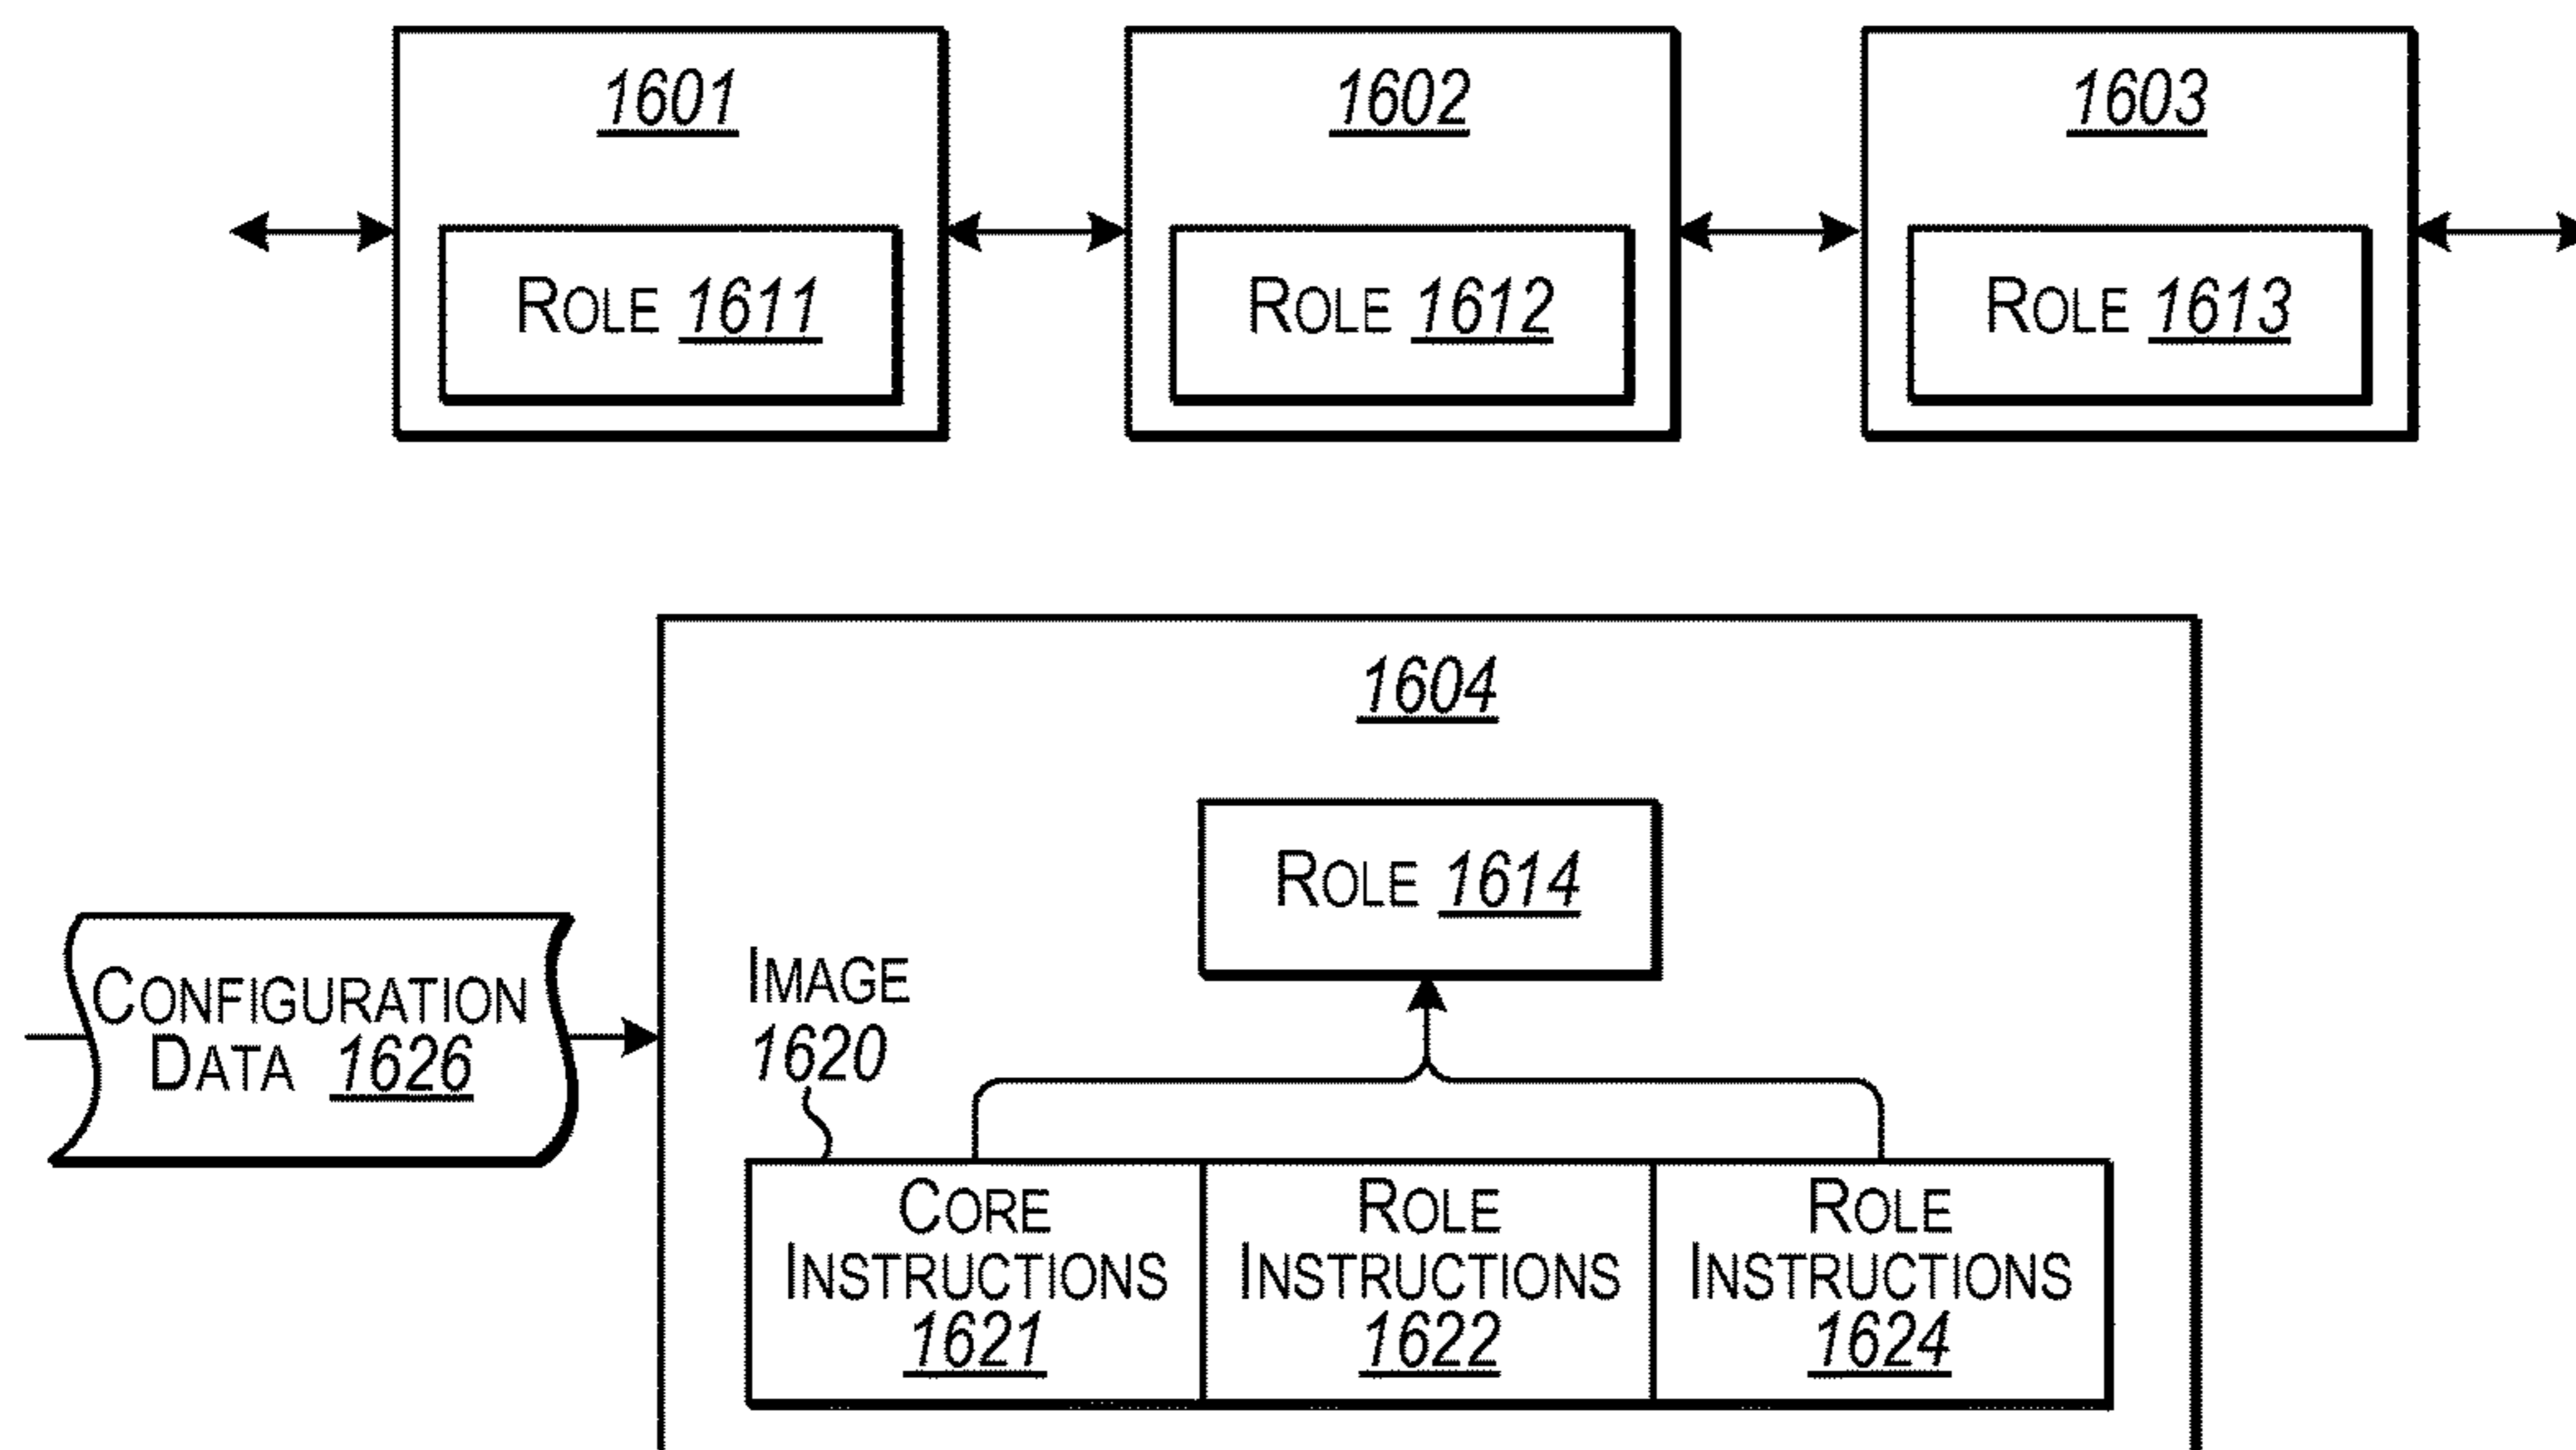 1601
1602
1603
Role 1611
Role 1612
Role 1613
1604
Role 1614
Configuration
Data 1626
Image
1620
Core
Instructions
1621
Role
Instructions
1622
Role
Instructions
1624